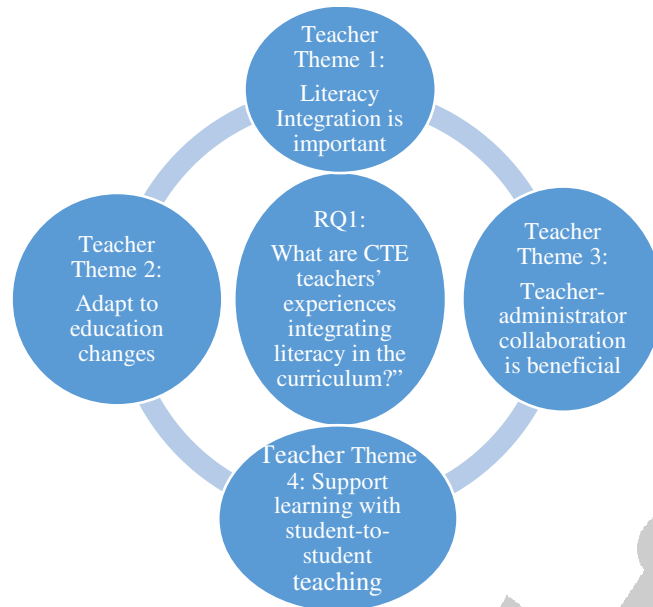 Teacher
Theme 1:
Literacy
Integration is
important
Teacher
Theme 2:
Adapt to
education
changes
RQ1:
What are CTE
teachers’
experiences
integrating
literacy in the
curriculum?”
Teacher
Theme 3:
Teacher-
administrator
collaboration
is beneficial
Teacher Theme
4: Support
learning with
student-to-
student
teaching